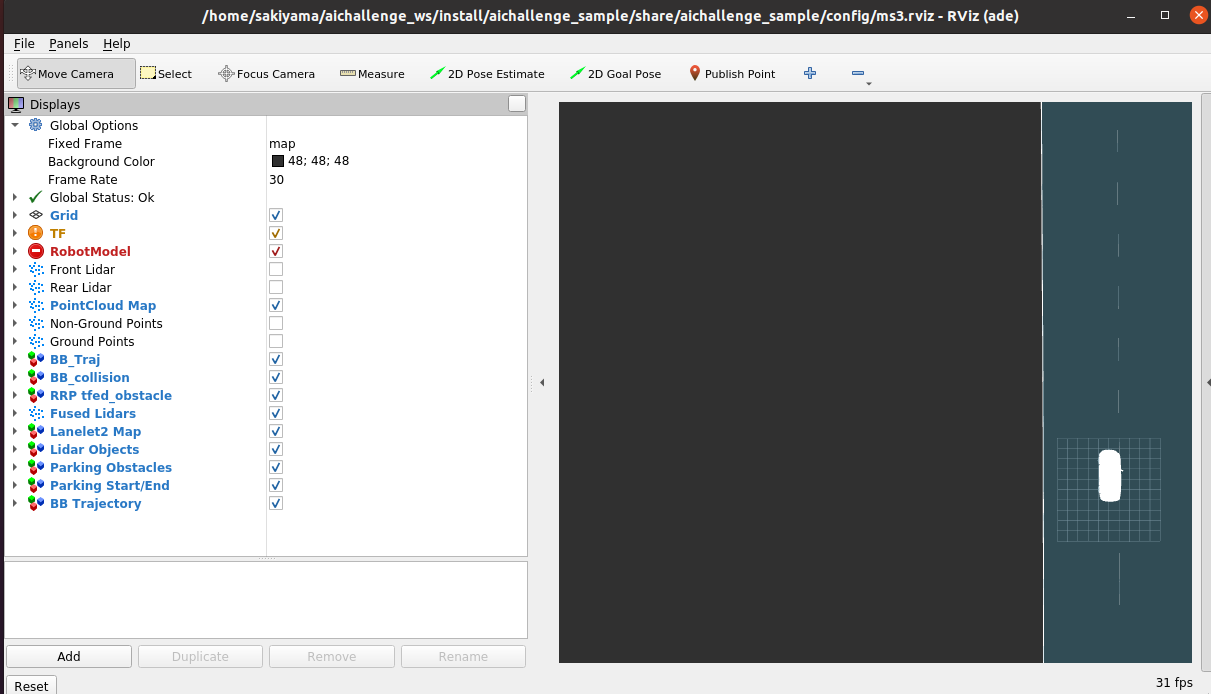 /home/sakiyama/aichallenge_ws/install/aichallenge_sample/share/aichallenge_sample/config/ms3.rviz - RViz (ade)
File Panels Help
Move Camera Select Focus Camera Measure 2D Pose Estimate 2D Goal Pose Publish Point
Displays
Global Options
Fixed Frame map
Background Color 48; 48; 48
Frame Rate 30
Global Status: Ok
Grid
TF
RobotModel
Front Lidar
Rear Lidar
PointCloud Map
Non-Ground Points
Ground Points
BB_Traj
BB_collision
RRP tfed_obstacle
Fused Lidars
Lanelet2 Map
Lidar Objects
Parking Obstacles
Parking Start/End
BB Trajectory
Add Duplicate Remove Rename
Reset 31 fps